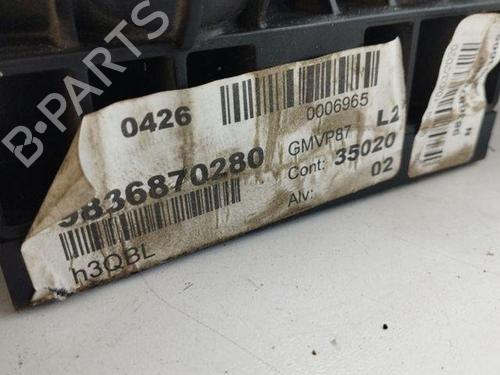 B-PARTS
0426
0006965
L2
9836870280
GMVP87
Cont: 35020
h3QBL
Alv:
02